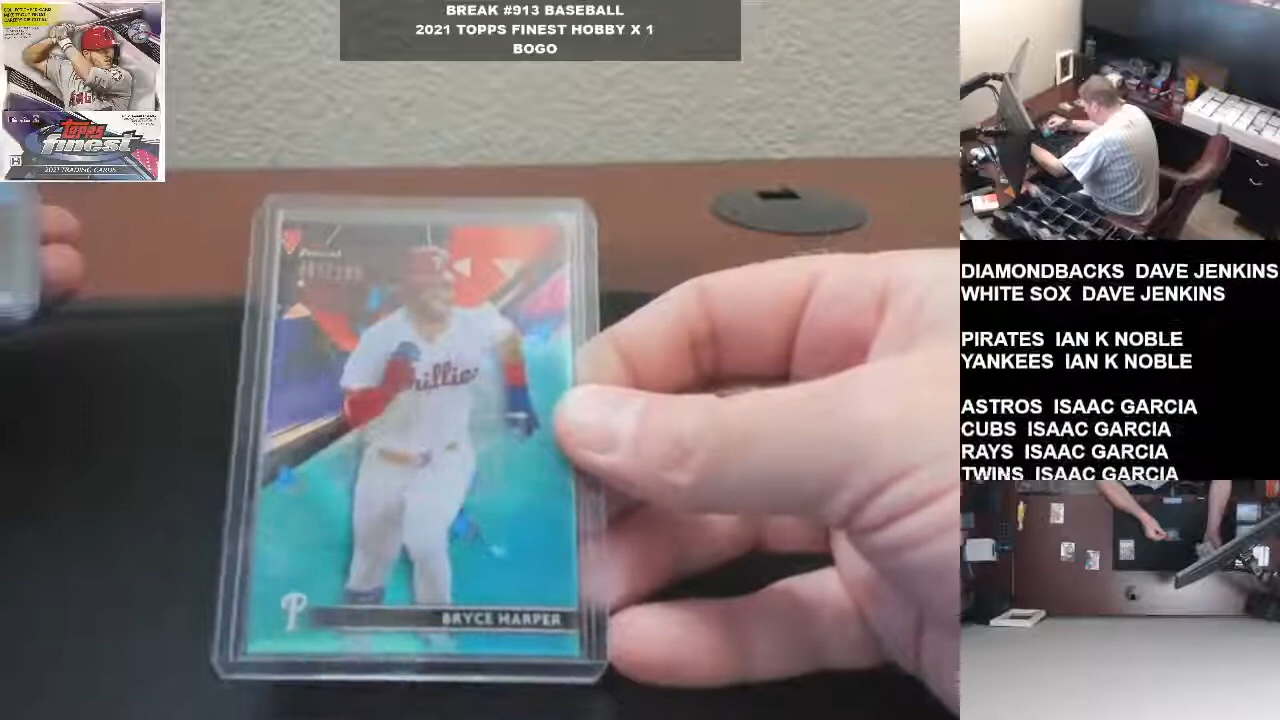 BREAK #913 BASEBALL
2021 TOPPS FINEST HOBBY X 1
BOGO
TOPPS
finest
2021 TRADING CARDS
Phillies
P
BRYCE HARPER
DIAMONDBACKS DAVE JENKINS
WHITE SOX DAVE JENKINS
PIRATES IAN K NOBLE
YANKEES IAN K NOBLE
ASTROS ISAAC GARCIA
CUBS ISAAC GARCIA
RAYS ISAAC GARCIA
TWINS ISAAC GARCIA